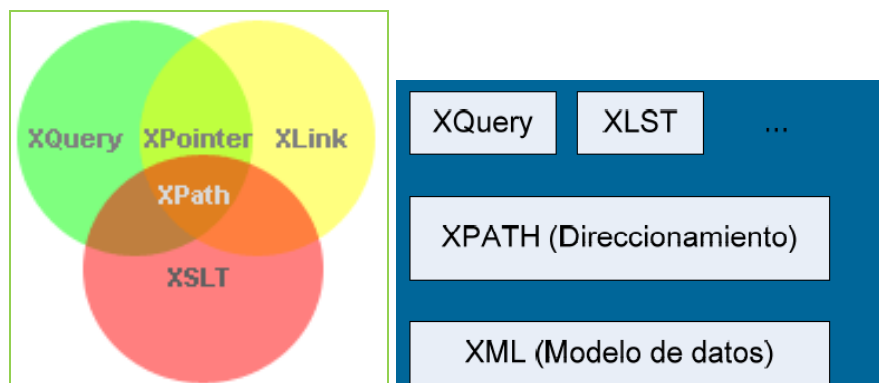 XQuery XPointer XLink
XPath
XSLT
XQuery XLST ...
XPATH (Direccionamiento)
XML (Modelo de datos)